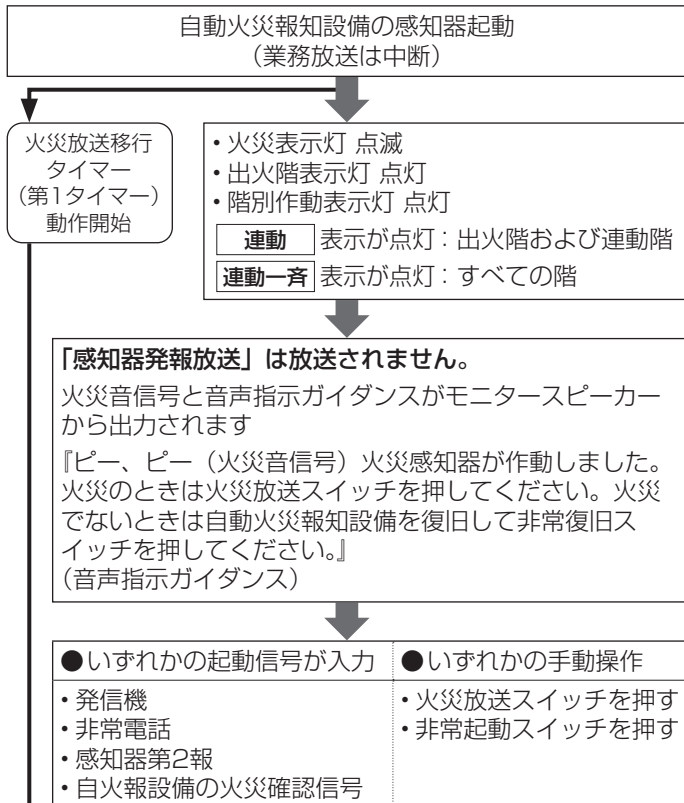 自動火災報知設備の感知器起動
（業務放送は中断）
火災放送移行
タイマー
（第1タイマー）
動作開始
・火災表示灯 点滅
・出火階表示灯 点灯
・階別作動表示灯 点灯
連動 表示が点灯：出火階および連動階
連動一斉 表示が点灯：すべての階
「感知器発報放送」は放送されません。
火災音信号と音声指示ガイダンスがモニタースピーカー
から出力されます
『ピー、ピー（火災音信号）火災感知器が作動しました。
火災のときは火災放送スイッチを押してください。火災
でないときは自動火災報知設備を復旧して非常復旧ス
イッチを押してください。』
（音声指示ガイダンス）
●いずれかの起動信号が入力
・発信機
・非常電話
・感知器第2報
・自火報設備の火災確認信号
●いずれかの手動操作
・火災放送スイッチを押す
・非常起動スイッチを押す